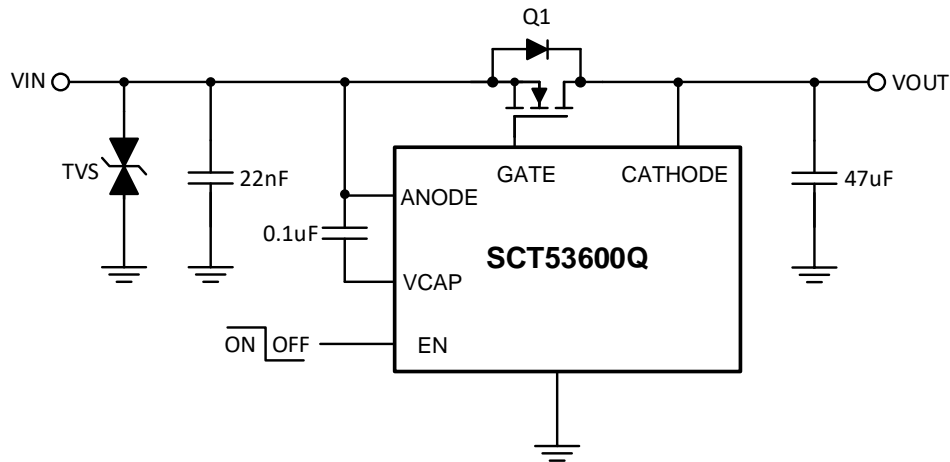 Q1
VIN
VOUT
TVS
22nF
GATE
CATHODE
47uF
ANODE
0.1uF
SCT53600Q
VCAP
ON OFF
EN